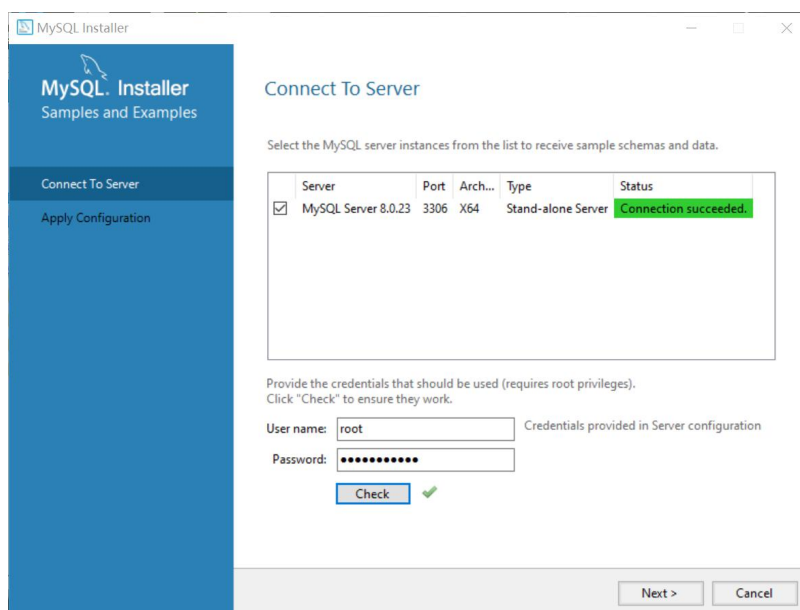 MySQL Installer
MySQL. Installer
Samples and Examples
Connect To Server
Apply Configuration
Connect To Server
Select the MySQL server instances from the list to receive sample schemas and data.
Server Port Arch... Type Status
MySQL Server 8.0.23 3306 X64 Stand-alone Server Connection succeeded.
Provide the credentials that should be used (requires root privileges).
Click "Check" to ensure they work.
User name: root Credentials provided in Server configuration
Password: ●●●●●●●●●●●
Check
Next > Cancel